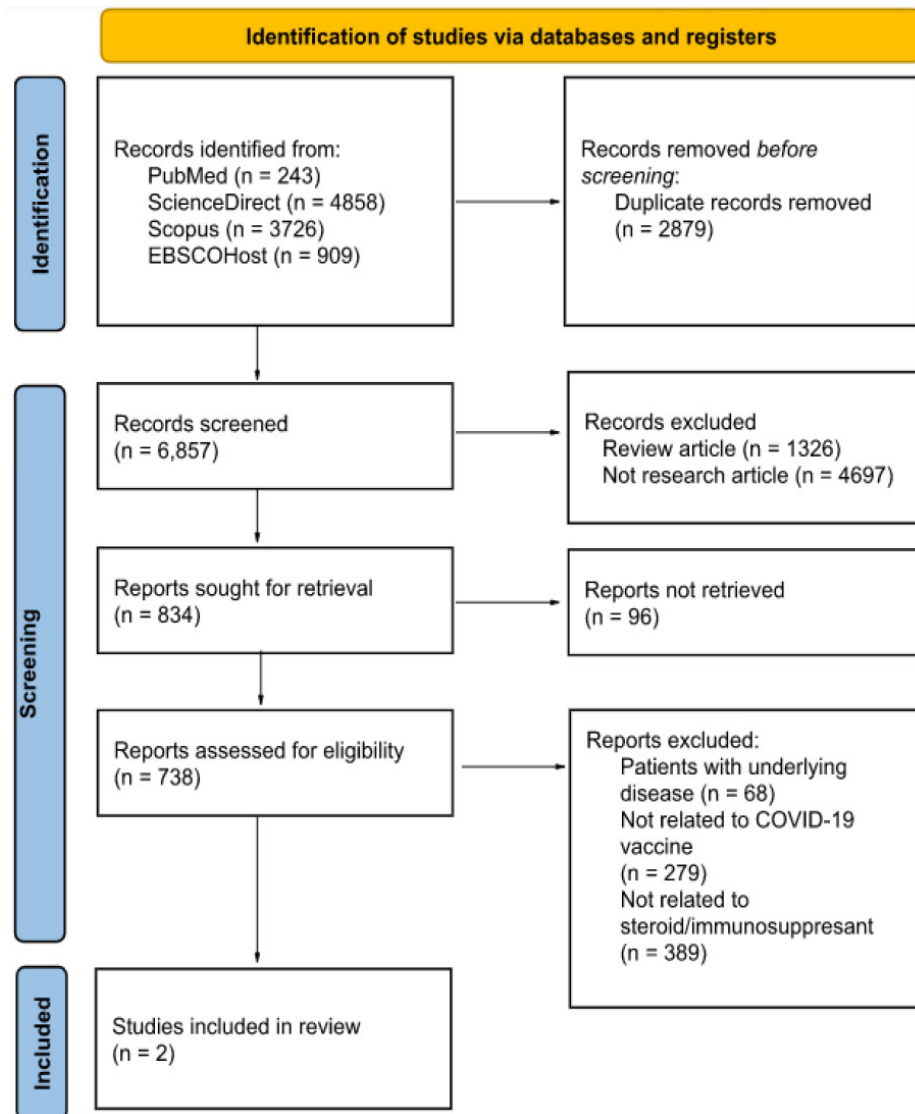 Identification of studies via databases and registers
Identification
Records identified from:
PubMed (n = 243)
ScienceDirect (n = 4858)
Scopus (n = 3726)
EBSCOHost (n = 909)
Records removed before
screening:
Duplicate records removed
(n = 2879)
Screening
Records screened
(n = 6,857)
Records excluded
Review article (n = 1326)
Not research article (n = 4697)
Reports sought for retrieval
(n = 834)
Reports not retrieved
(n = 96)
Reports assessed for eligibility
(n = 738)
Reports excluded:
Patients with underlying
disease (n = 68)
Not related to COVID-19
vaccine
(n = 279)
Not related to
steroid/immunosuppresant
(n = 389)
Included
Studies included in review
(n = 2)